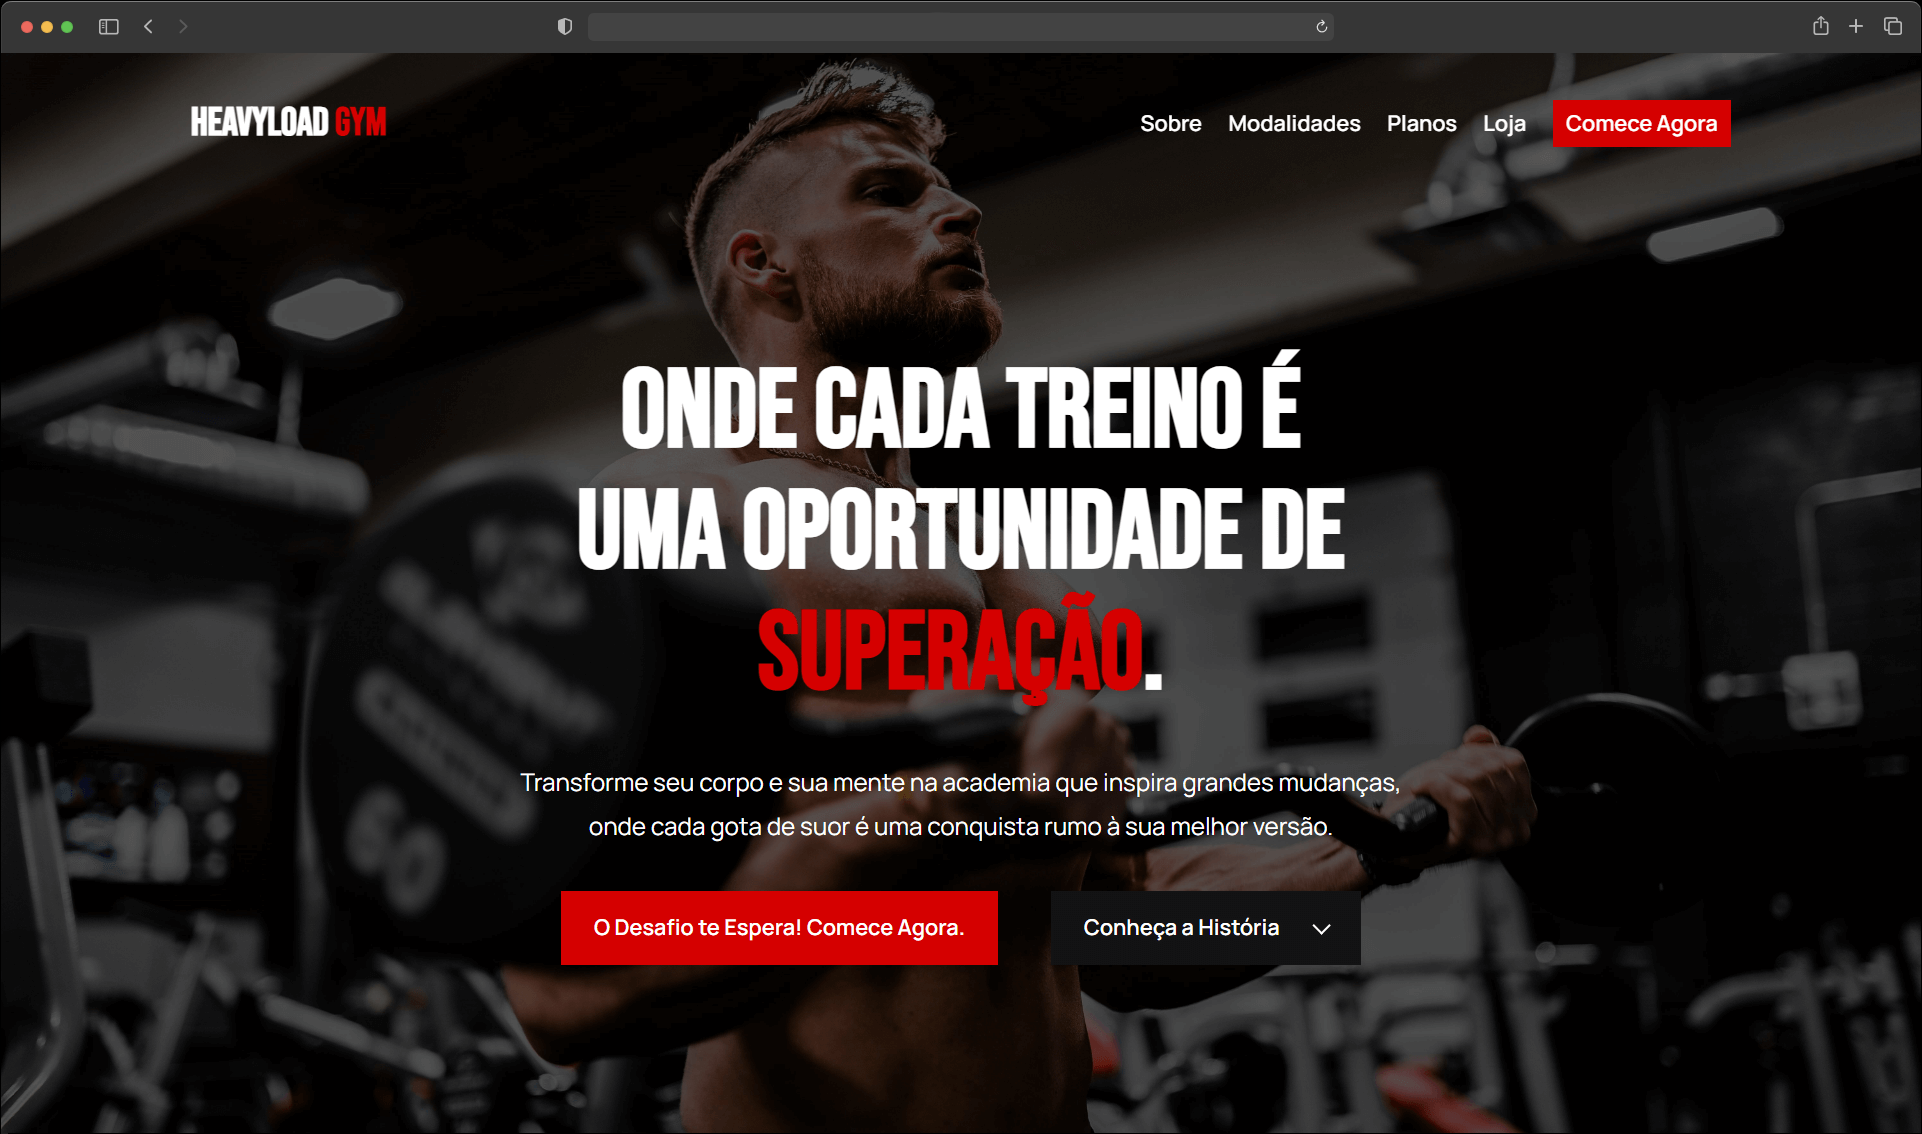 HEAVYLOAD GYM
Sobre Modalidades Planos Loja Comece Agora
ONDE CADA TREINO É
UMA OPORTUNIDADE DE
SUPERAÇÃO.
Transforme seu corpo e sua mente na academia que inspira grandes mudanças,
onde cada gota de suor é uma conquista rumo à sua melhor versão.
O Desafio te Espera! Comece Agora.
Conheça a História